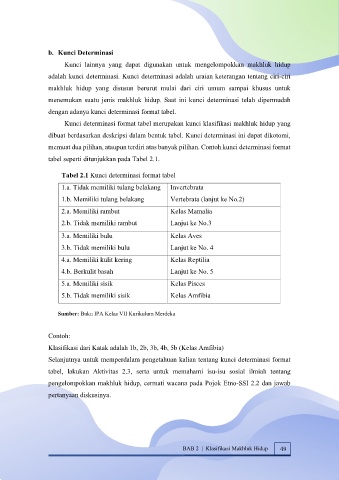 b. Kunci Determinasi
Kunci lainnya yang dapat digunakan untuk mengelompokkan makhluk hidup
adalah kunci determinasi. Kunci determinasi adalah uraian keterangan tentang ciri-ciri
makhluk hidup yang disusun berurut mulai dari ciri umum sampai khusus untuk
menemukan suatu jenis makhluk hidup. Saat ini kunci determinasi telah dipermudah
dengan adanya kunci determinasi format tabel.
Kunci determinasi format tabel merupakan kunci klasifikasi makhluk hidup yang
dibuat berdasarkan deskripsi dalam bentuk tabel. Kunci determinasi ini dapat dikotomi,
memuat dua pilihan, ataupun terdiri atas banyak pilihan. Contoh kunci determinasi format
tabel seperti ditunjukkan pada Tabel 2.1.
Tabel 2.1 Kunci determinasi format tabel
1.a. Tidak memiliki tulang belakang Invertebrata
1.b. Memiliki tulang belakang Vertebrata (lanjut ke No.2)
2.a. Memiliki rambut Kelas Mamalia
2.b. Tidak memiliki rambut Lanjut ke No.3
3.a. Memiliki bulu Kelas Aves
3.b. Tidak memiliki bulu Lanjut ke No. 4
4.a. Memiliki kulit kering Kelas Reptilia
4.b. Berkulit basah Lanjut ke No. 5
5.a. Memiliki sisik Kelas Pisces
5.b. Tidak memiliki sisik Kelas Amfibia
Sumber: Buku IPA Kelas VII Kurikulum Merdeka
Contoh:
Klasifikasi dari Katak adalah 1b, 2b, 3b, 4b, 5b (Kelas Amfibia)
Selanjutnya untuk memperdalam pengetahuan kalian tentang kunci determinasi format
tabel, lakukan Aktivitas 2.3, serta untuk memahami isu-isu sosial ilmiah tentang
pengelompokkan makhluk hidup, cermati wacana pada Pojok Etno-SSI 2.2 dan jawab
pertanyaan diskusinya.
BAB 2 | Klasifikasi Makhluk Hidup 49